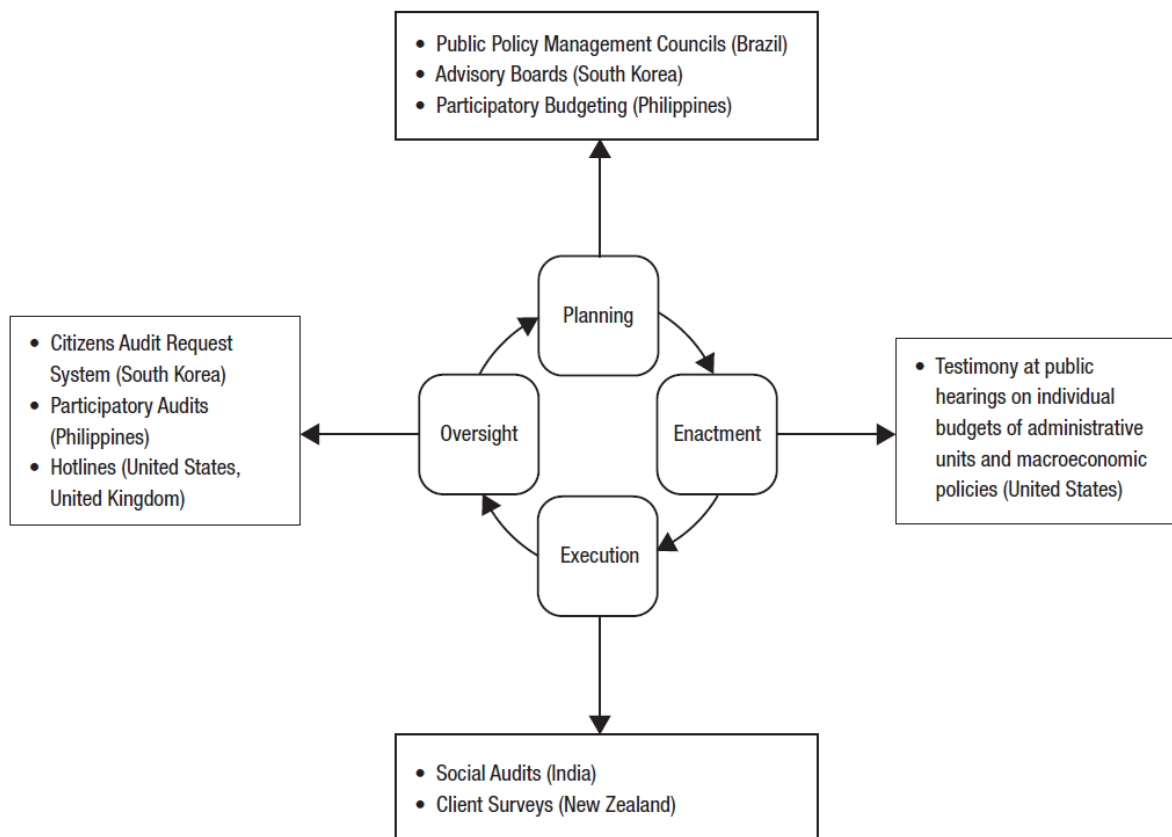 • Public Policy Management Councils (Brazil)
• Advisory Boards (South Korea)
• Participatory Budgeting (Philippines)
Planning
• Citizens Audit Request
System (South Korea)
• Participatory Audits
(Philippines)
• Hotlines (United States,
United Kingdom)
Oversight
Enactment
• Testimony at public
hearings on individual
budgets of administrative
units and macroeconomic
policies (United States)
Execution
• Social Audits (India)
• Client Surveys (New Zealand)